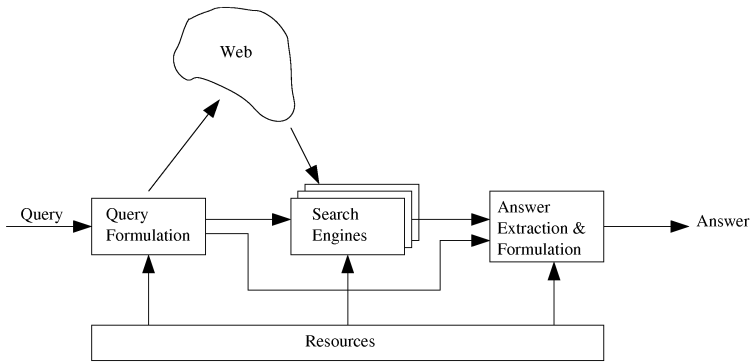 Web
Query
Query
Formulation
Search
Engines
Answer
Extraction &
Formulation
Answer
Resources